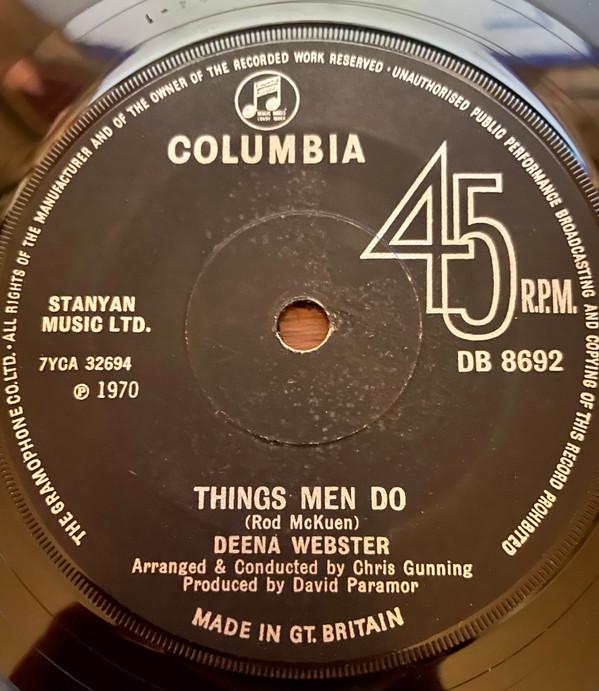 THE GRAMOPHONE CO. LTD. • ALL RIGHTS OF THE MANUFACTURER AND OF THE OWNER OF THE RECORDED WORK RESERVED • UNAUTHORISED PUBLIC PERFORMANCE BROADCASTING AND COPYING OF THIS RECORD PROHIBITED
COLUMBIA
45 R.P.M.
STANYAN
MUSIC LTD.
7YCA 32694
℗ 1970
DB 8692
THINGS MEN DO
(Rod McKuen)
DEENA WEBSTER
Arranged & Conducted by Chris Gunning
Produced by David Paramor
MADE IN GT. BRITAIN